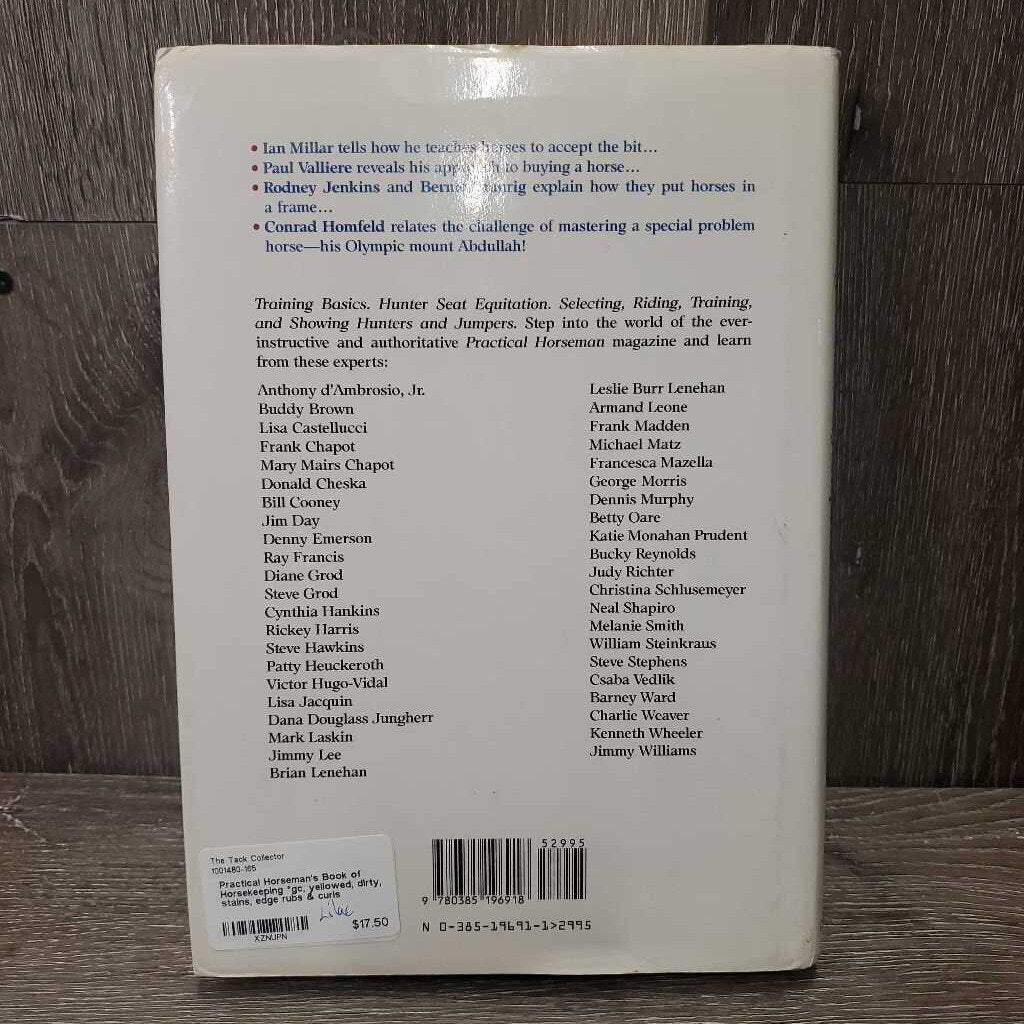 • Ian Millar tells how he teaches horses to accept the bit...
• Paul Valliere reveals his approach to buying a horse...
• Rodney Jenkins and explain how they put horses in
a frame...
• Conrad Homfeld relates the challenge of mastering a special problem
horse—his Olympic mount Abdullah!
Training Basics. Hunter Seat Equitation. Selecting, Riding, Training,
and Showing Hunters and Jumpers. Step into the world of the ever-
instructive and authoritative Practical Horseman magazine and learn
from these experts:
Anthony d'Ambrosio, Jr.
Buddy Brown
Lisa Castellucci
Frank Chapot
Mary Mairs Chapot
Donald Cheska
Bill Cooney
Jim Day
Denny Emerson
Ray Francis
Diane Grod
Steve Grod
Cynthia Hankins
Rickey Harris
Steve Hawkins
Patty Heuckeroth
Victor Hugo-Vidal
Lisa Jacquin
Dana Douglass Jungherr
Mark Laskin
Jimmy Lee
Brian Lenehan
Leslie Burr Lenehan
Armand Leone
Frank Madden
Michael Matz
Francesca Mazella
George Morris
Dennis Murphy
Betty Oare
Katie Monahan Prudent
Bucky Reynolds
Judy Richter
Christina Schlusemeyer
Neal Shapiro
Melanie Smith
William Steinkraus
Steve Stephens
Csaba Vedlik
Barney Ward
Charlie Weaver
Kenneth Wheeler
Jimmy Williams
The Tack Collector
1001480-165
Practical Horseman's Book of
Horsekeeping *gc, yellowed, dirty,
stains, edge rubs & curls
Lilac
$17.50
XZNUPN
52995
9 780385 196918
N 0-385-19691-1>2995